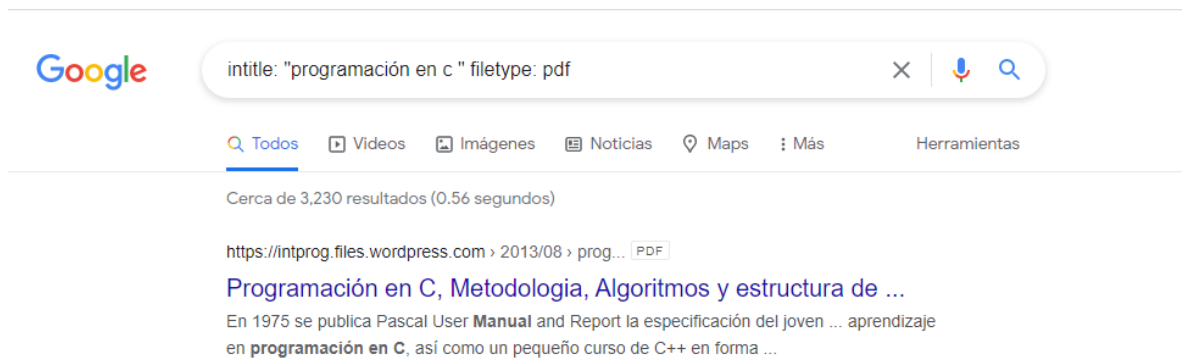 Google
intitle: "programación en c " filetype: pdf
Todos Videos Imágenes Noticias Maps Más Herramientas
Cerca de 3,230 resultados (0.56 segundos)
https://intprog.files.wordpress.com › 2013/08 › prog... PDF
Programación en C, Metodologia, Algoritmos y estructura de ...
En 1975 se publica Pascal User Manual and Report la especificación del joven ... aprendizaje
en programación en C, así como un pequeño curso de C++ en forma ...